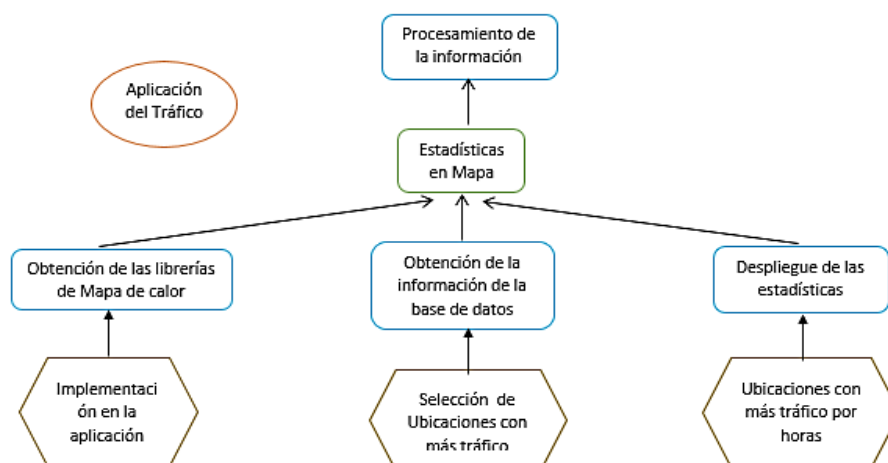 Procesamiento de
la información
Aplicación
del Tráfico
Estadísticas
en Mapa
Obtención de las librerías
de Mapa de calor
Obtención de la
información de la
base de datos
Despliegue de las
estadísticas
Implementaci
ón en la
aplicación
Selección de
Ubicaciones con
más tráfico
Ubicaciones con
más tráfico por
horas